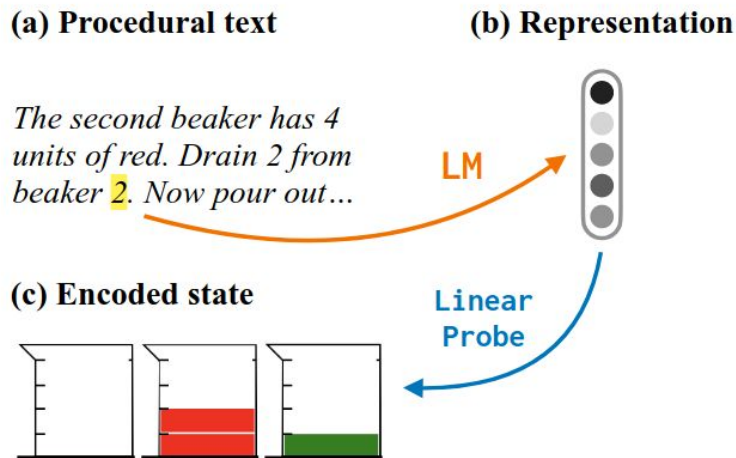 (a) Procedural text
(b) Representation
The second beaker has 4
units of red. Drain 2 from
beaker 2. Now pour out...
LM
(c) Encoded state
Linear
Probe